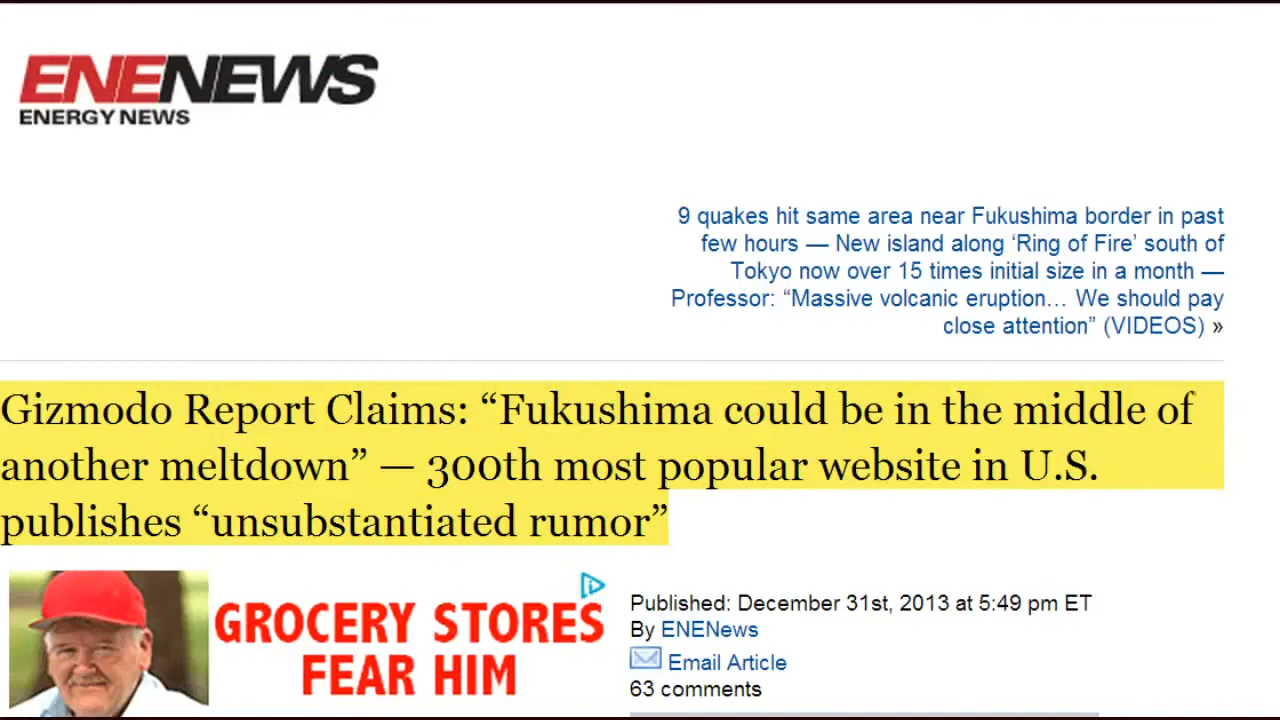 ENENEWS
ENERGY NEWS
9 quakes hit same area near Fukushima border in past
few hours — New island along ‘Ring of Fire’ south of
Tokyo now over 15 times initial size in a month —
Professor: “Massive volcanic eruption… We should pay
close attention” (VIDEOS) »
Gizmodo Report Claims: “Fukushima could be in the middle of
another meltdown” — 300th most popular website in U.S.
publishes “unsubstantiated rumor”
GROCERY STORES
FEAR HIM
Published: December 31st, 2013 at 5:49 pm ET
By ENENews
Email Article
63 comments